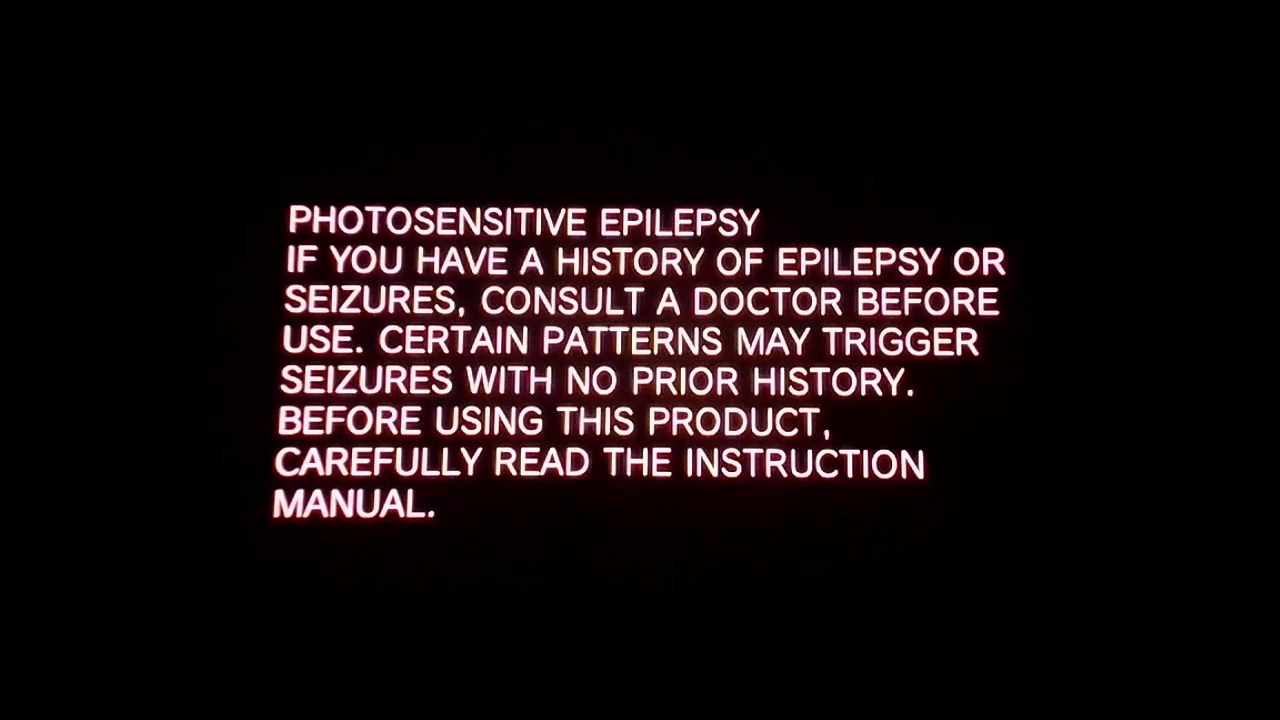 PHOTOSENSITIVE EPILEPSY
IF YOU HAVE A HISTORY OF EPILEPSY OR
SEIZURES, CONSULT A DOCTOR BEFORE
USE. CERTAIN PATTERNS MAY TRIGGER
SEIZURES WITH NO PRIOR HISTORY.
BEFORE USING THIS PRODUCT,
CAREFULLY READ THE INSTRUCTION
MANUAL.